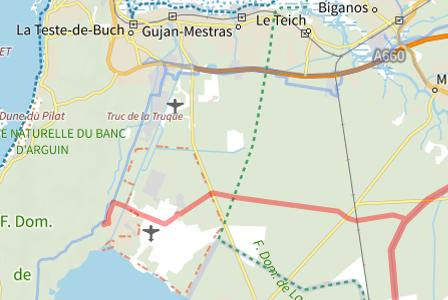 Biganos
La Teste-de-Buch
Gujan-Mestras
Le Teich
A660
Dune du Pilat
Truc de la Truque
E NATURELLE DU BANC
D'ARGUIN
F. Dom.
de
F. Dom. de La